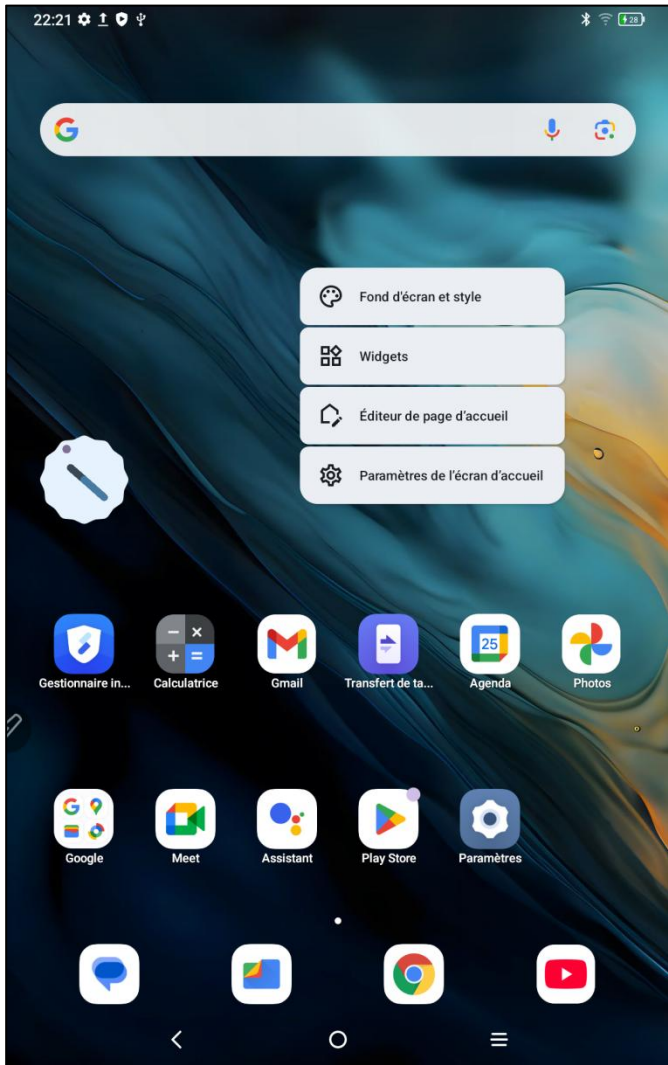 22:21
28
Fond d'écran et style
Widgets
Éditeur de page d'accueil
Paramètres de l'écran d'accueil
Gestionnaire in...
Calculatrice
Gmail
25
Transfert de ta...
Agenda
Photos
Google
Meet
Assistant
Play Store
Paramètres